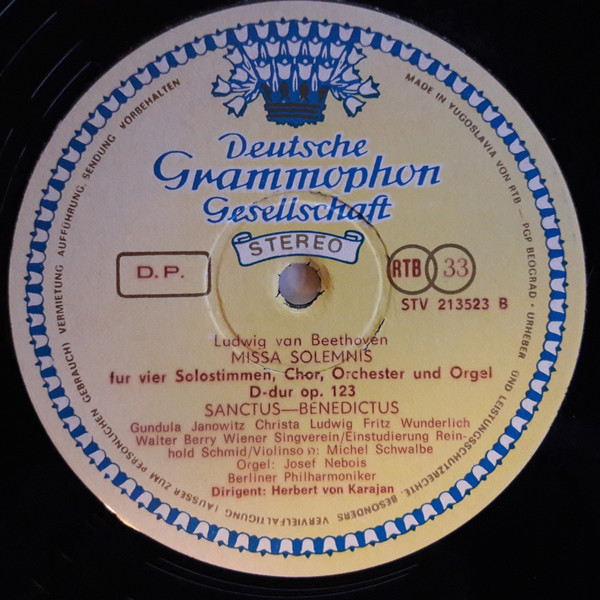 Deutsche
Grammophon
Gesellschaft
STEREO
D.P.
RTB 33
STV 213523 B
Ludwig van Beethoven
MISSA SOLEMNIS
fur vier Solostimmen, Chor, Orchester und Orgel
D-dur op. 123
SANCTUS—BENEDICTUS
Gundula Janowitz Christa Ludwig Fritz Wunderlich
Walter Berry Wiener Singverein/Einstudierung Rein-
hold Schmid/Violinso n: Michel Schwalbe
Orgel: Josef Nebois
Berliner Philharmoniker
Dirigent: Herbert von Karajan
MADE IN YUGOSLAVIA VON RTB — PGP BEOGRAD • URHEBER UND LEISTUNGSSCHUTZRECHTE. BESONDERS VERVIELFALTIGUNG (AUSSER ZUM PERSONLICHEN GEBRAUCH) VERMIETUNG AUFFÜHRUNG. SENDUNG VORBEHALTEN